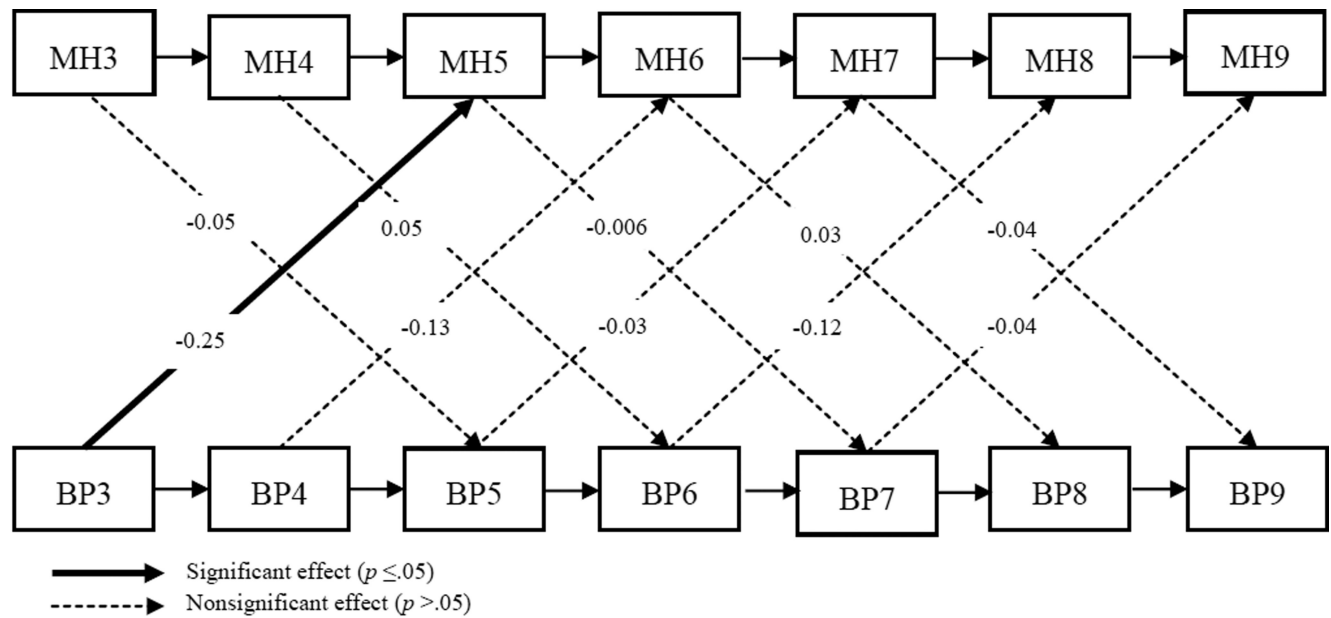 MH3 MH4 MH5 MH6 MH7 MH8 MH9
-0.05 0.05 -0.006 0.03 -0.04
-0.25 -0.13 -0.03 -0.12 -0.04
BP3 BP4 BP5 BP6 BP7 BP8 BP9
Significant effect (p ≤.05)
Nonsignificant effect (p >.05)